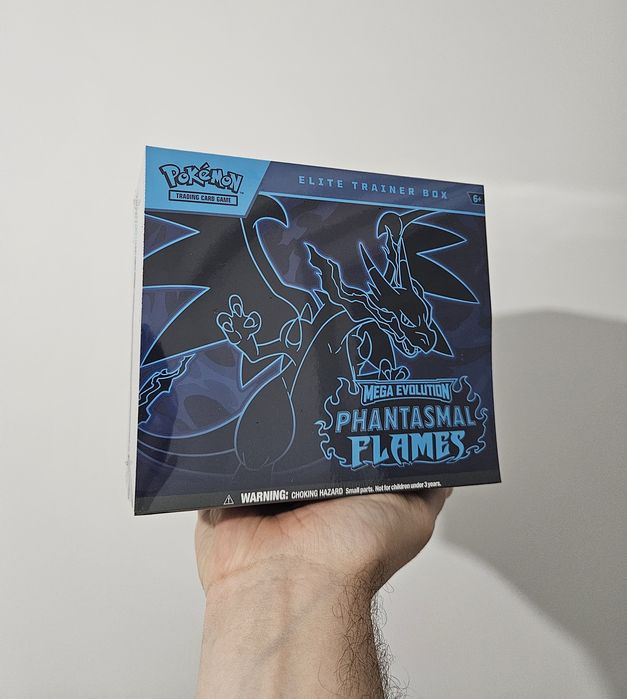 POKéMON
TRADING CARD GAME
ELITE TRAINER BOX
6+
MEGA EVOLUTION
PHANTASMAL
FLAMES
⚠ WARNING: CHOKING HAZARD Small parts. Not for children under 3 years.